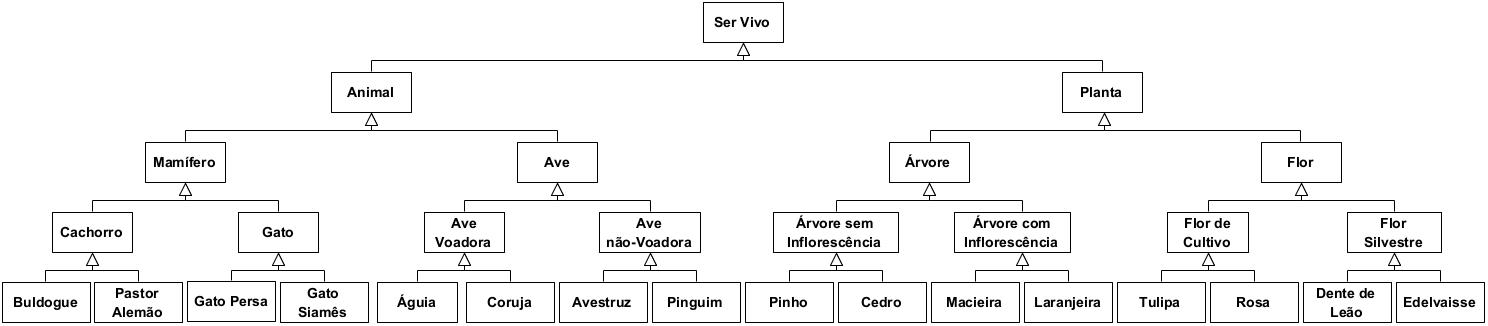 Ser Vivo
Animal
Planta
Mamífero
Ave
Árvore
Flor
Cachorro
Gato
Ave
Voadora
Ave
não-Voadora
Árvore sem
Inflorescência
Árvore com
Inflorescência
Flor de
Cultivo
Flor
Silvestre
Buldogue
Pastor
Alemão
Gato Persa
Gato
Siamês
Águia
Coruja
Avestruz
Pinguim
Pinho
Cedro
Macieira
Laranjeira
Tulipa
Rosa
Dente de
Leão
Edelvaisse